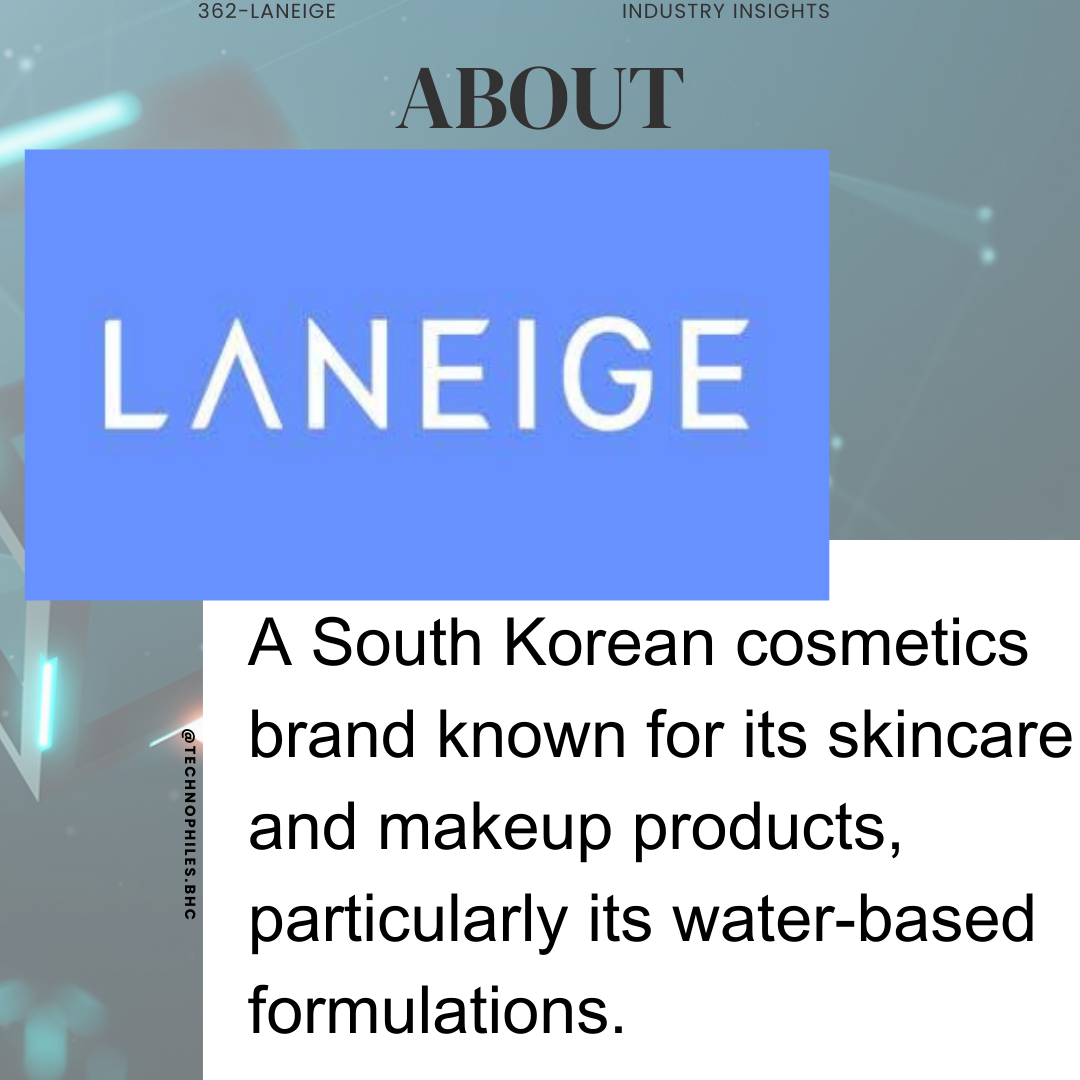 362-LANEIGE
INDUSTRY INSIGHTS
ABOUT
LANEIGE
A South Korean cosmetics
brand known for its skincare
and makeup products,
particularly its water-based
formulations.
@TECHNOPHILES.BHC